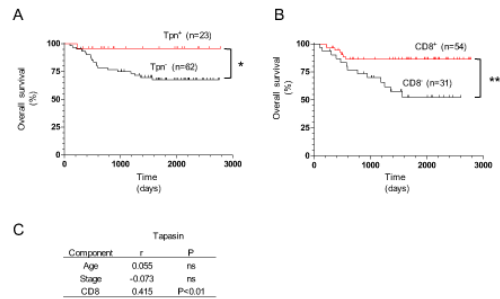 A
Tpn⁺ (n=23)
Tpn⁻ (n=62)
*
Overall survival
(%)
100
75
50
25
0
0 1000 2000 3000
Time
(days)
B
CD8⁺ (n=54)
CD8⁻ (n=31)
**
Overall survival
(%)
100
75
50
25
0
0 1000 2000 3000
Time
(days)
C
Tapasin
Component r P
Age 0.055 ns
Stage -0.073 ns
CD8 0.415 P<0.01